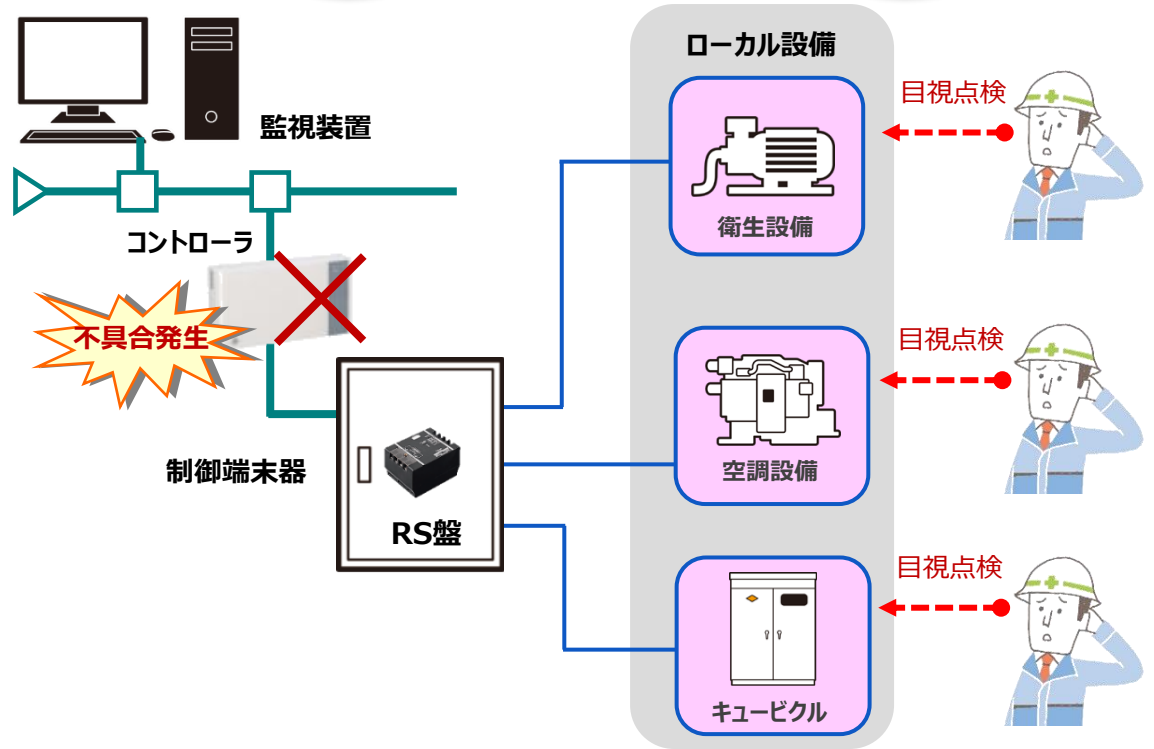 ローカル設備
監視装置
目視点検
衛生設備
コントローラ
不具合発生
目視点検
制御端末器
空調設備
RS盤
目視点検
キュービクル